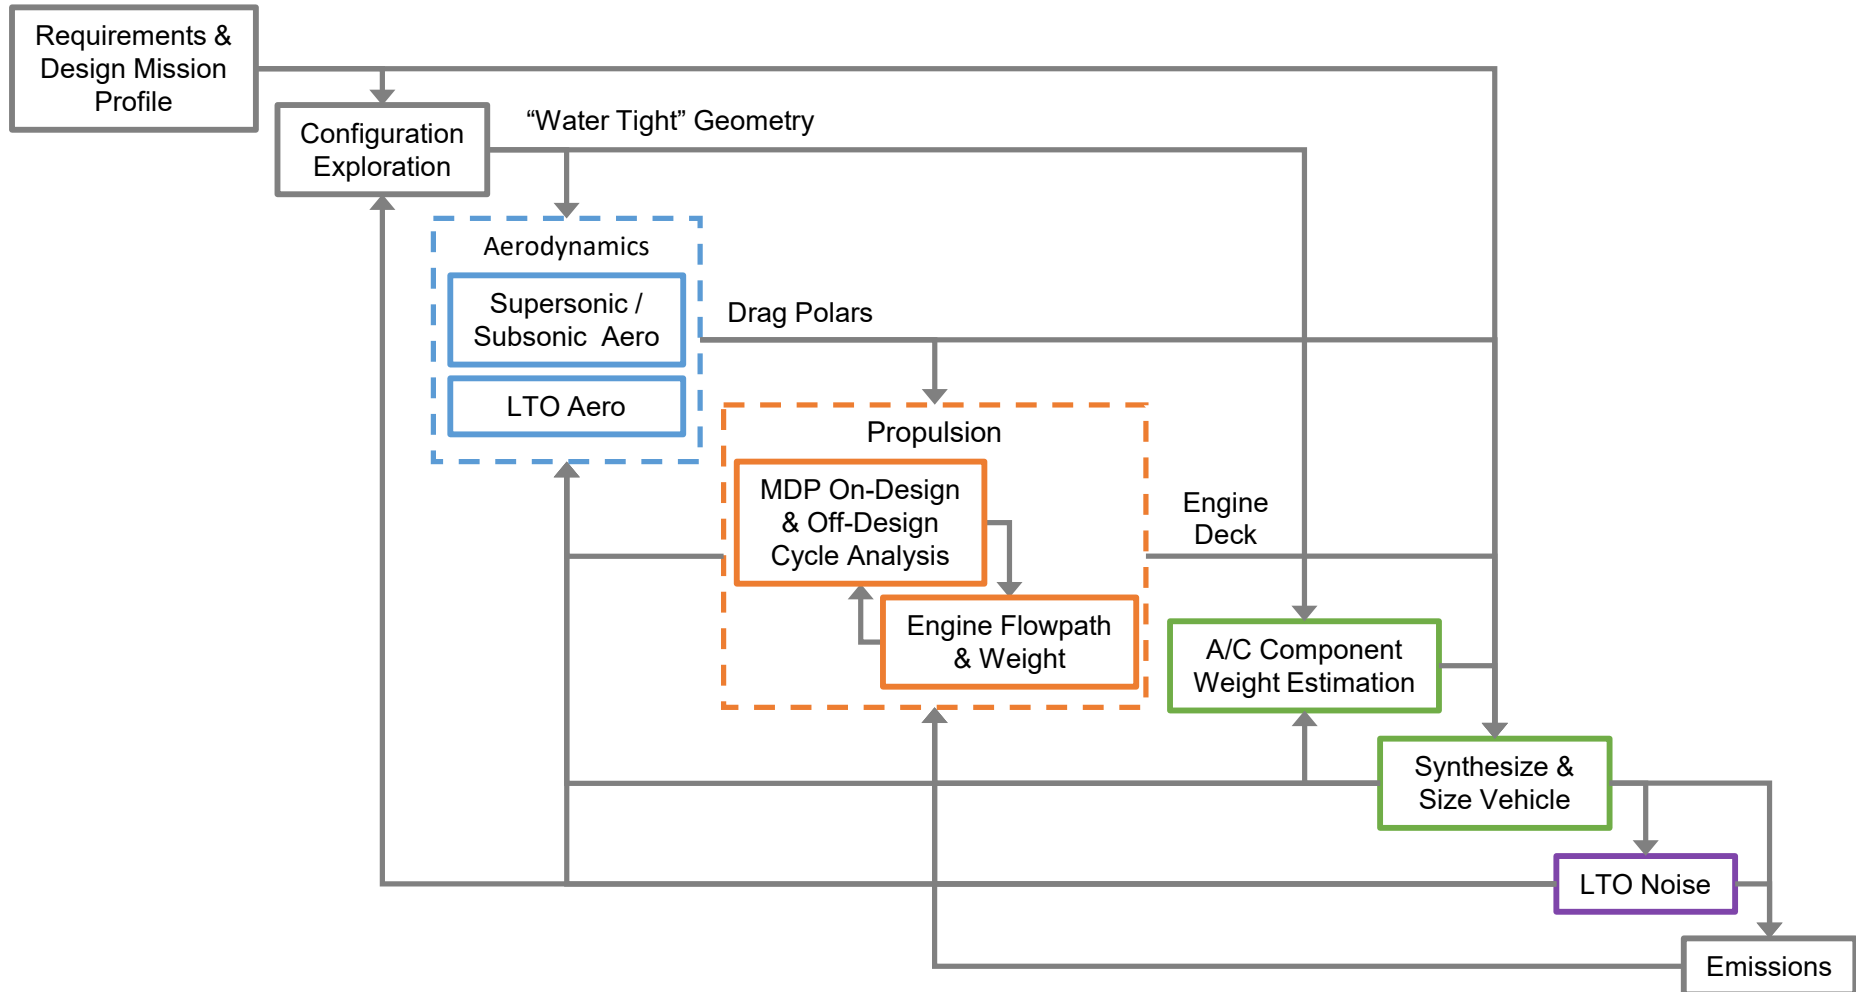 Requirements &
Design Mission
Profile
Configuration
Exploration
“Water Tight” Geometry
Aerodynamics
Supersonic /
Subsonic Aero
LTO Aero
Drag Polars
Propulsion
MDP On-Design
& Off-Design
Cycle Analysis
Engine Flowpath
& Weight
Engine
Deck
A/C Component
Weight Estimation
Synthesize &
Size Vehicle
LTO Noise
Emissions